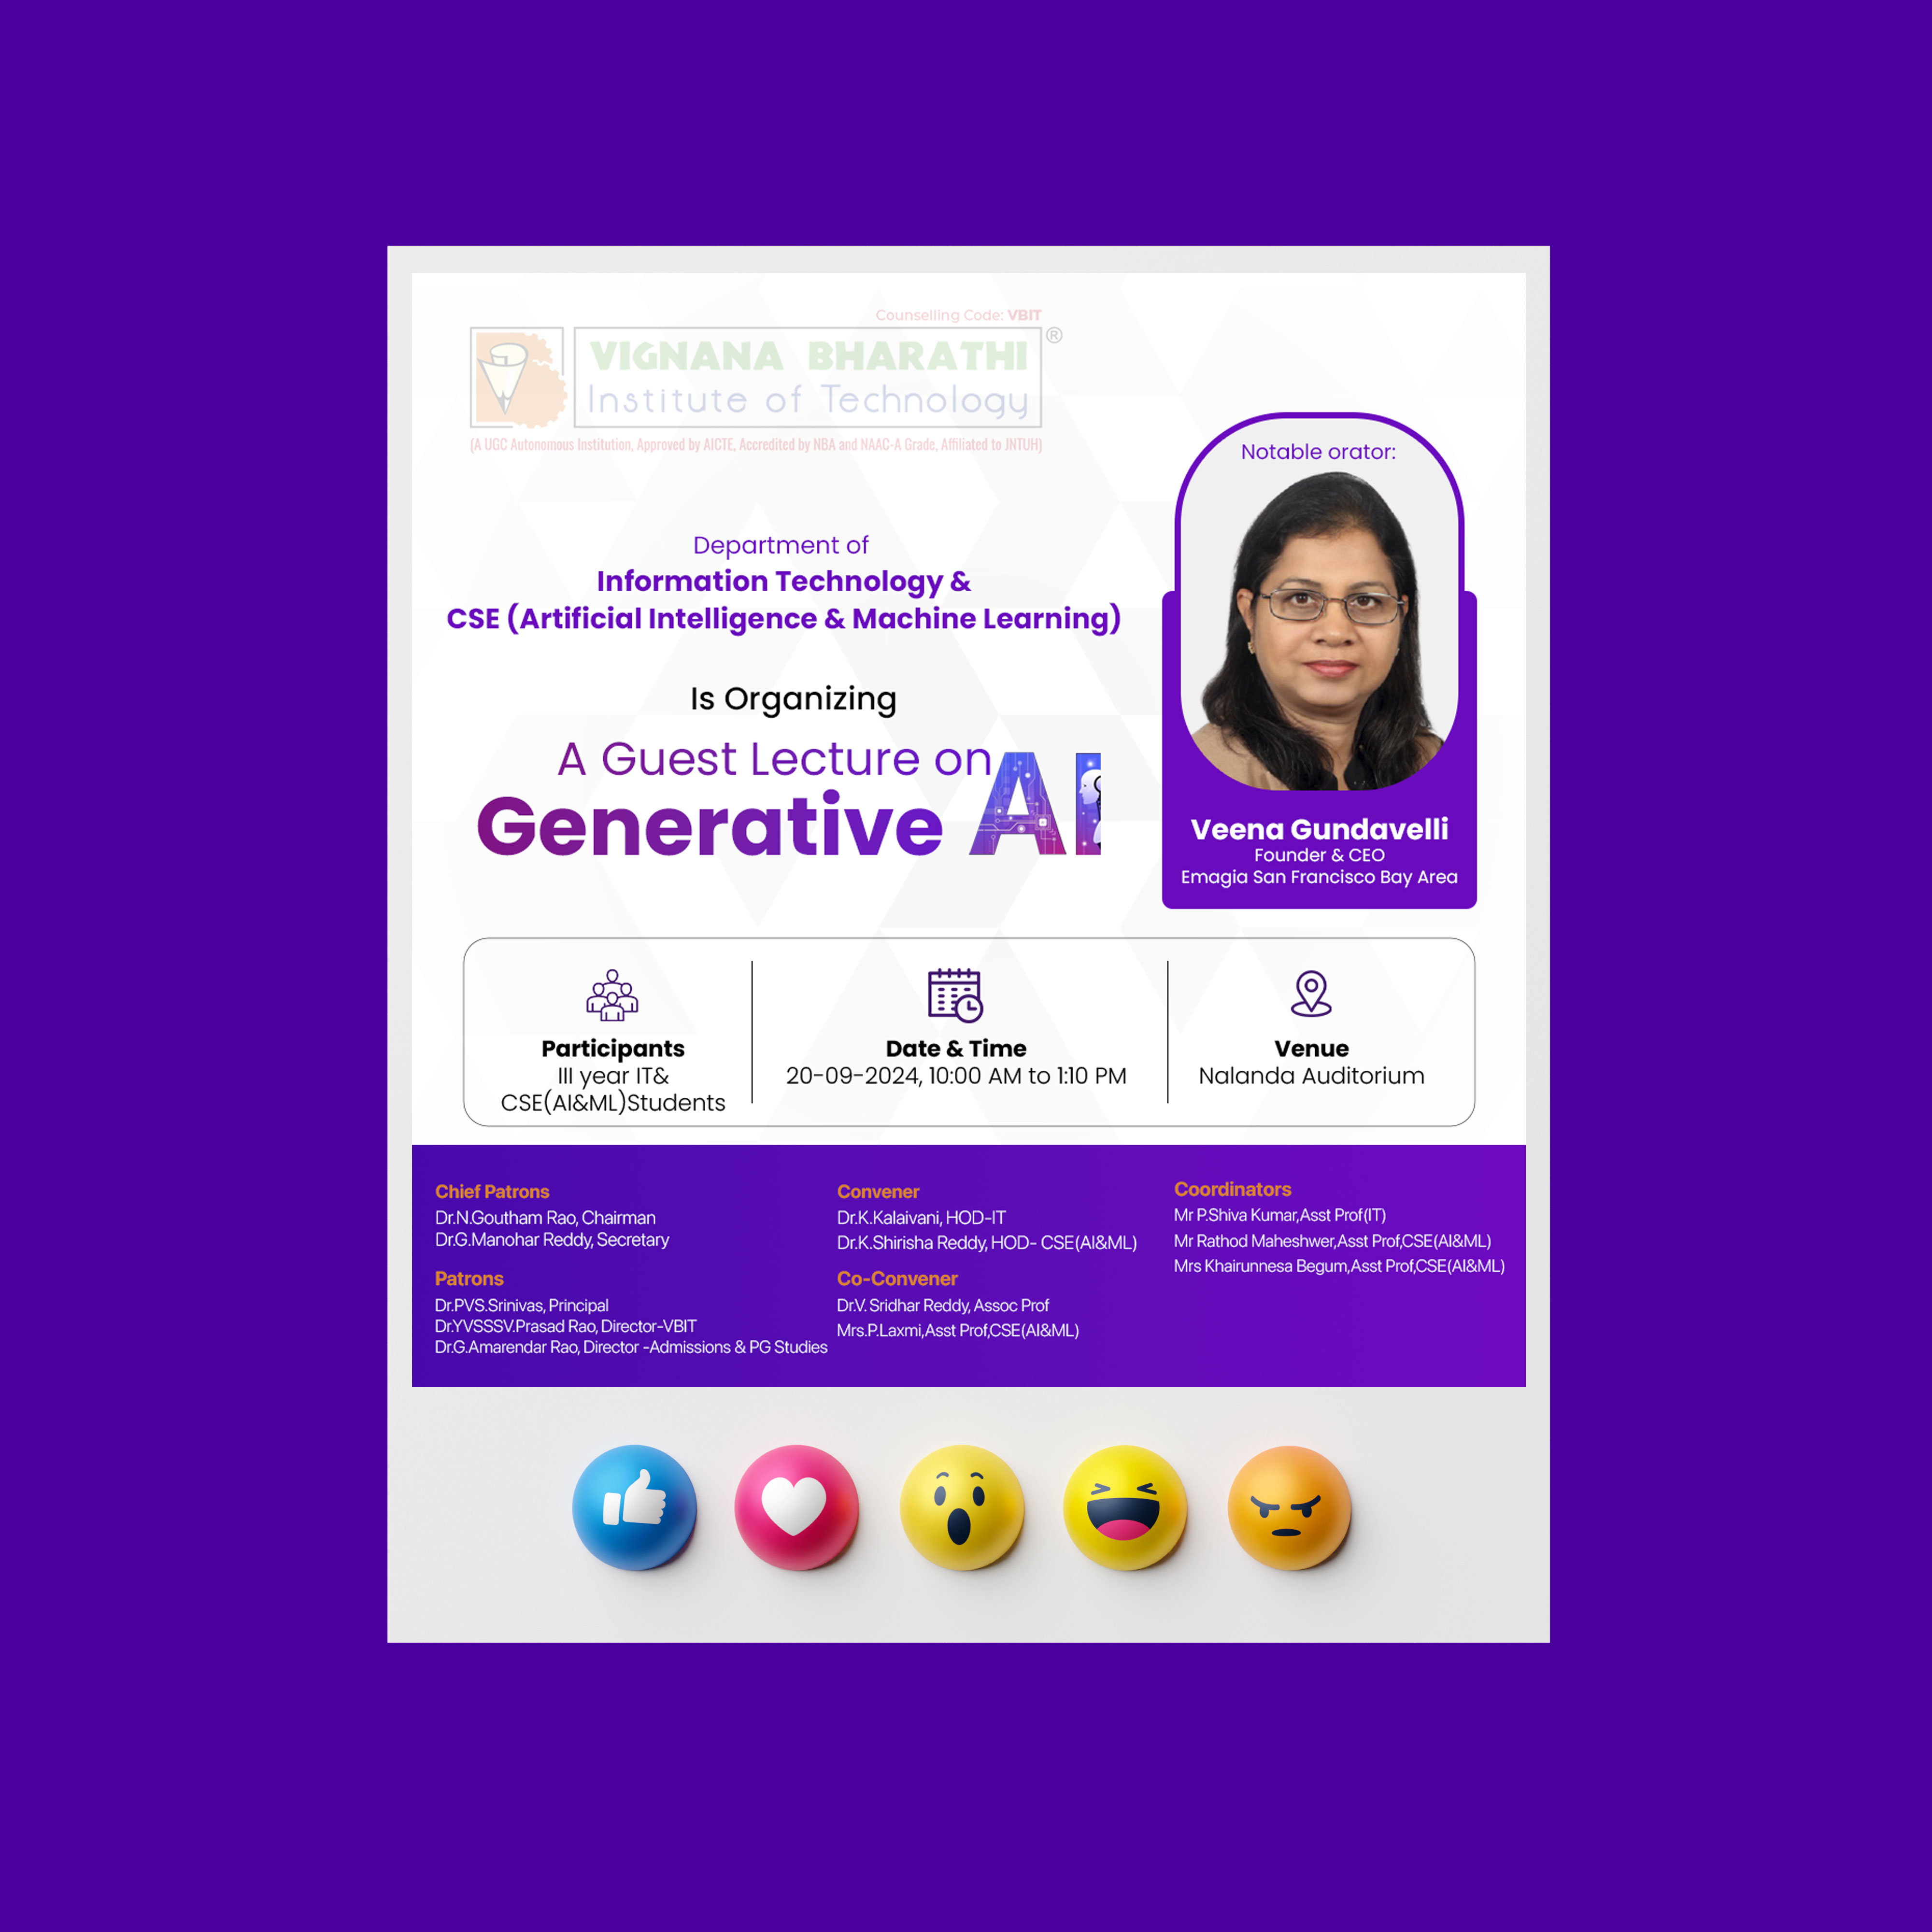 Counselling Code: VBIT
VIGNANA BHARATHI ®
Institute of Technology
(A UGC Autonomous Institution, Approved by AICTE, Accredited by NBA and NAAC-A Grade, Affiliated to JNTUH)
Department of
Information Technology &
CSE (Artificial Intelligence & Machine Learning)
Is Organizing
A Guest Lecture on
Generative AI
Notable orator:
Veena Gundavelli
Founder & CEO
Emagia San Francisco Bay Area
Participants
III year IT&
CSE(AI&ML)Students
Date & Time
20-09-2024, 10:00 AM to 1:10 PM
Venue
Nalanda Auditorium
Chief Patrons
Dr.N.Goutham Rao, Chairman
Dr.G.Manohar Reddy, Secretary
Patrons
Dr.PVS.Srinivas, Principal
Dr.YVSSSV.Prasad Rao, Director-VBIT
Dr.G.Amarendar Rao, Director -Admissions & PG Studies
Convener
Dr.K.Kalaivani, HOD-IT
Dr.K.Shirisha Reddy, HOD- CSE(AI&ML)
Co-Convener
Dr.V. Sridhar Reddy, Assoc Prof
Mrs.P.Laxmi,Asst Prof,CSE(AI&ML)
Coordinators
Mr P.Shiva Kumar,Asst Prof(IT)
Mr Rathod Maheshwer,Asst Prof,CSE(AI&ML)
Mrs Khairunnesa Begum,Asst Prof,CSE(AI&ML)